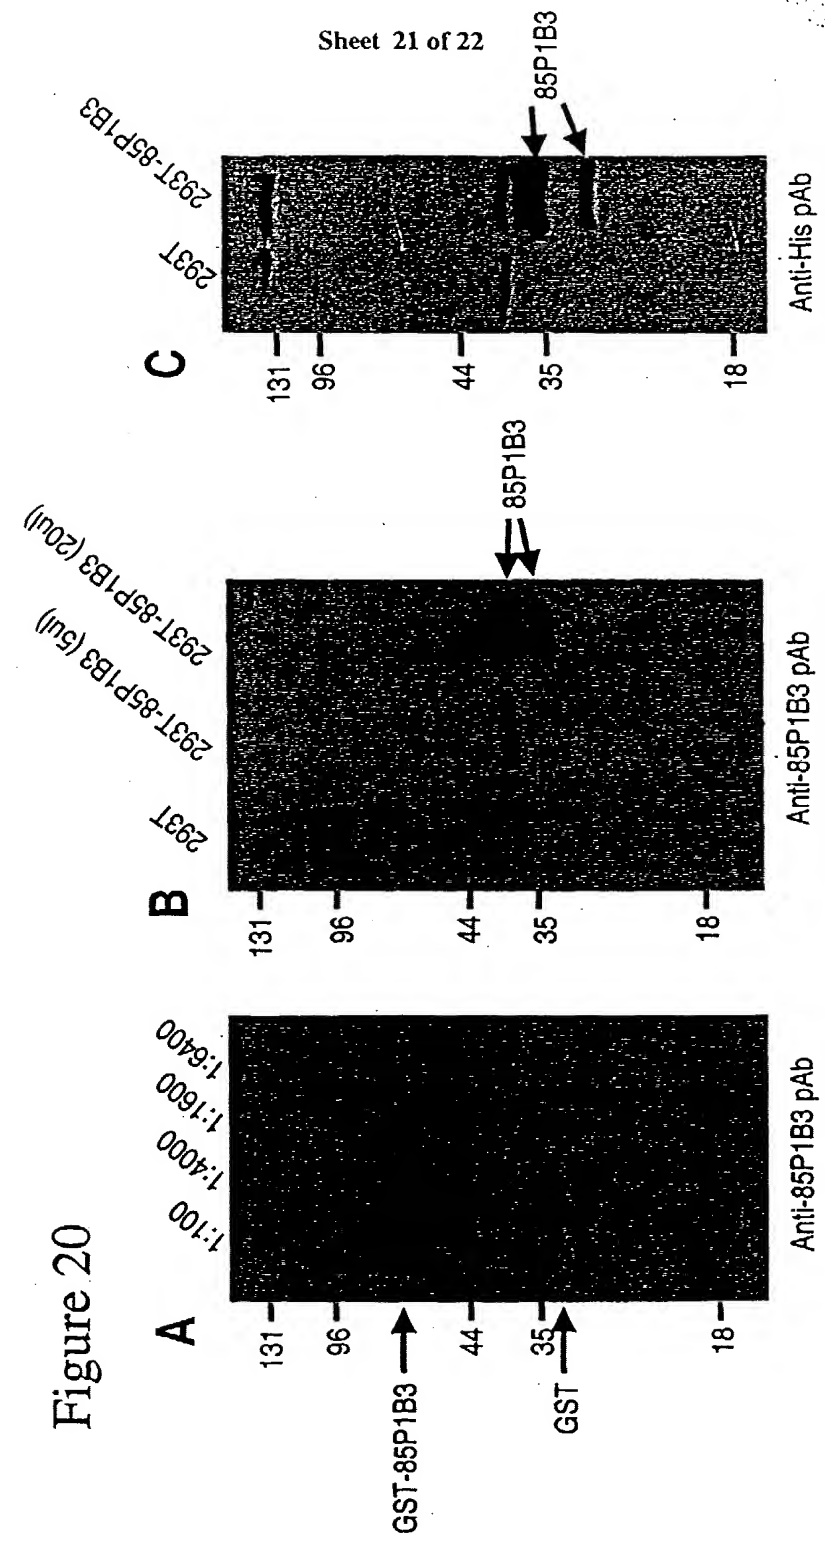 Sheet 21 of 22
Figure 20
A
1:100
1:4000
1:1600
1:6400
131
96
GST-85P1B3
44
35
GST
18
Anti-85P1B3 pAb
B
293T
293T-85P1B3 (5ul)
293T-85P1B3 (20ul)
131
96
44
35
18
85P1B3
Anti-85P1B3 pAb
C
293T
293T-85P1B3
131
96
44
35
18
85P1B3
Anti-His pAb